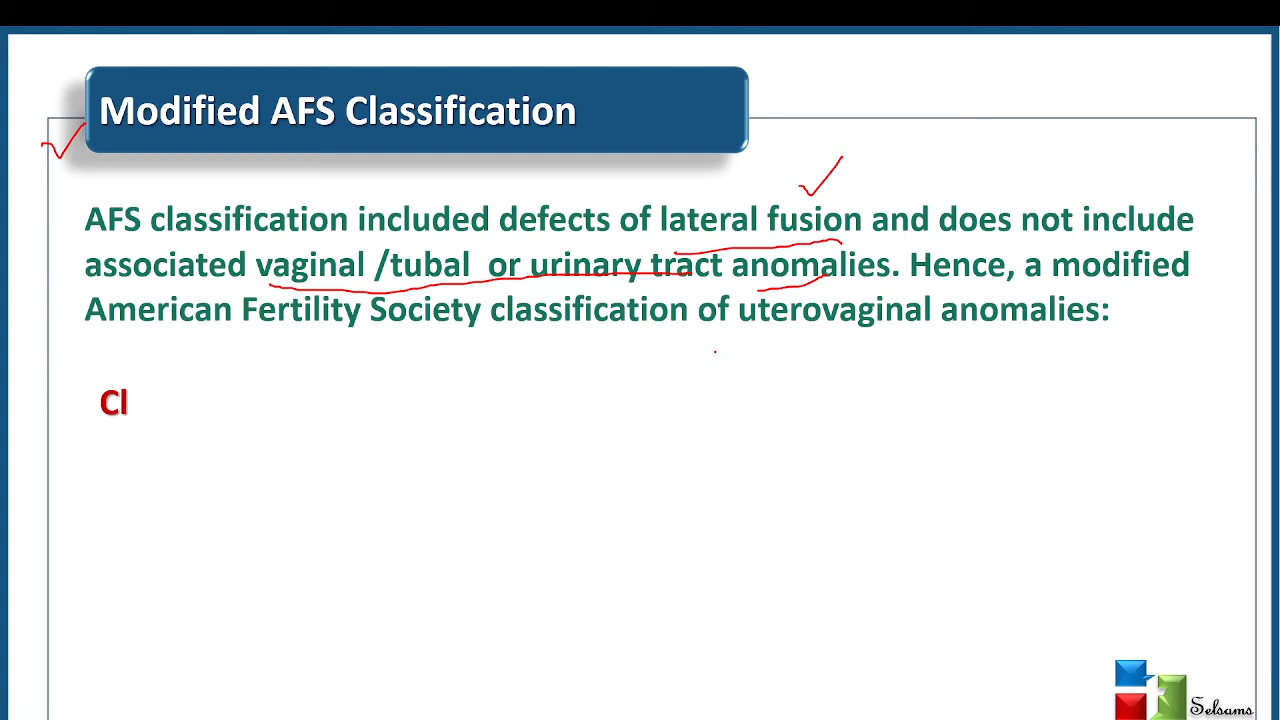 Modified AFS Classification
AFS classification included defects of lateral fusion and does not include
associated vaginal /tubal or urinary tract anomalies. Hence, a modified
American Fertility Society classification of uterovaginal anomalies:
Cl
Selsams